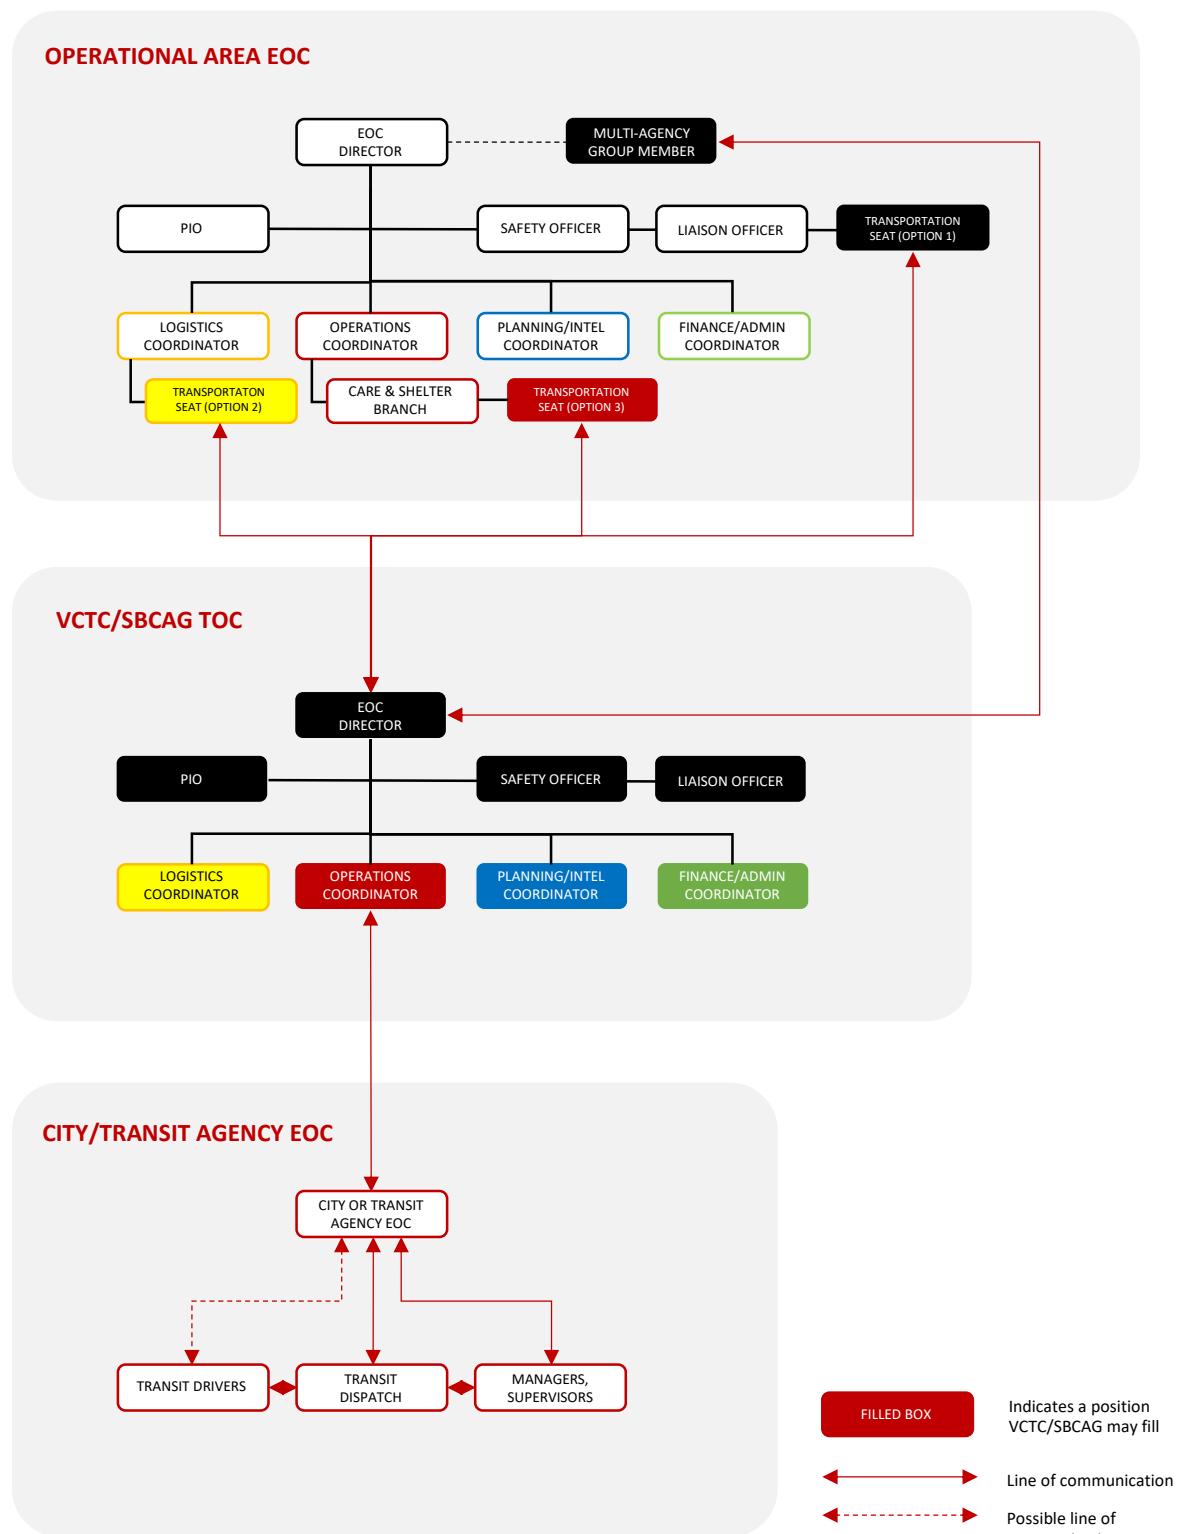 OPERATIONAL AREA EOC
EOC
DIRECTOR
MULTI-AGENCY
GROUP MEMBER
PIO
SAFETY OFFICER
LIAISON OFFICER
TRANSPORTATION
SEAT (OPTION 1)
LOGISTICS
COORDINATOR
OPERATIONS
COORDINATOR
PLANNING/INTEL
COORDINATOR
FINANCE/ADMIN
COORDINATOR
TRANSPORTATON
SEAT (OPTION 2)
CARE & SHELTER
BRANCH
TRANSPORTATION
SEAT (OPTION 3)
VCTC/SBCAG TOC
EOC
DIRECTOR
PIO
SAFETY OFFICER
LIAISON OFFICER
LOGISTICS
COORDINATOR
OPERATIONS
COORDINATOR
PLANNING/INTEL
COORDINATOR
FINANCE/ADMIN
COORDINATOR
CITY/TRANSIT AGENCY EOC
CITY OR TRANSIT
AGENCY EOC
TRANSIT DRIVERS
TRANSIT
DISPATCH
MANAGERS,
SUPERVISORS
FILLED BOX
Indicates a position
VCTC/SBCAG may fill
Line of communication
Possible line of